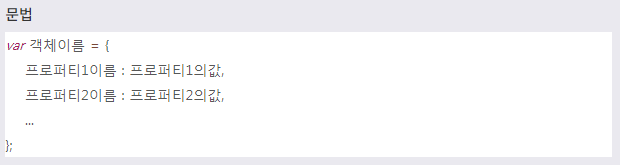 문법
var 객체이름 = {
프로퍼티1이름 : 프로퍼티1의값,
프로퍼티2이름 : 프로퍼티2의값,
...
};